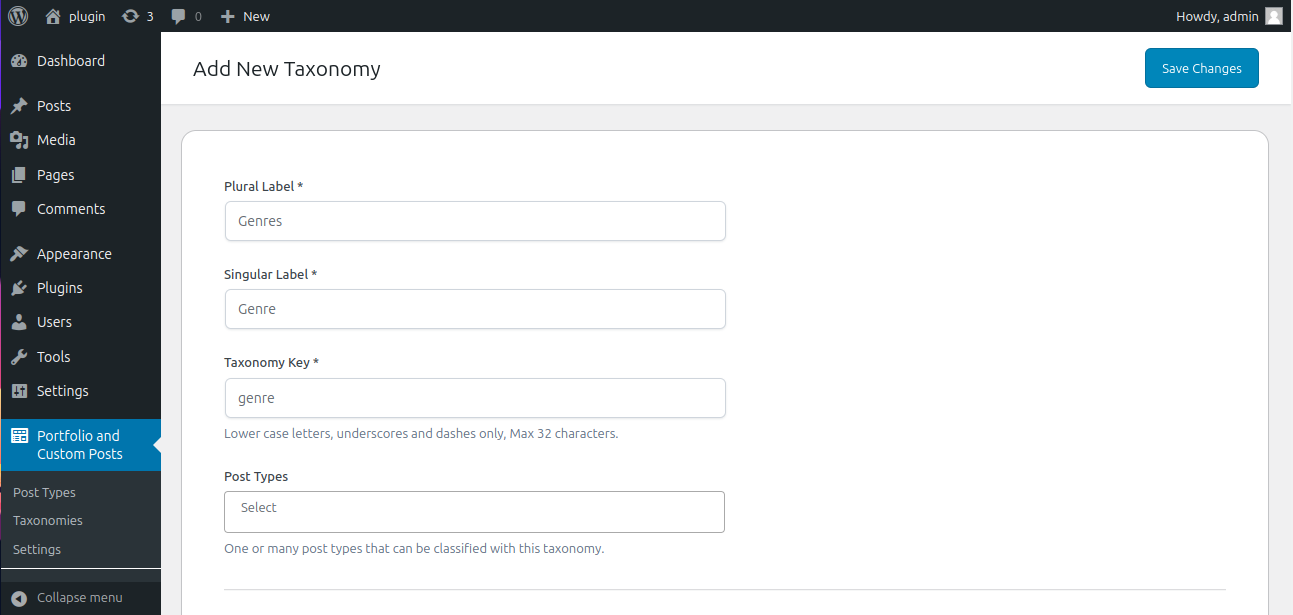 plugin
3
0
New
Howdy, admin
Dashboard
Posts
Media
Pages
Comments
Appearance
Plugins
Users
Tools
Settings
Portfolio and
Custom Posts
Post Types
Taxonomies
Settings
Collapse menu
Add New Taxonomy
Save Changes
Plural Label *
Genres
Singular Label *
Genre
Taxonomy Key *
genre
Lower case letters, underscores and dashes only, Max 32 characters.
Post Types
Select
One or many post types that can be classified with this taxonomy.